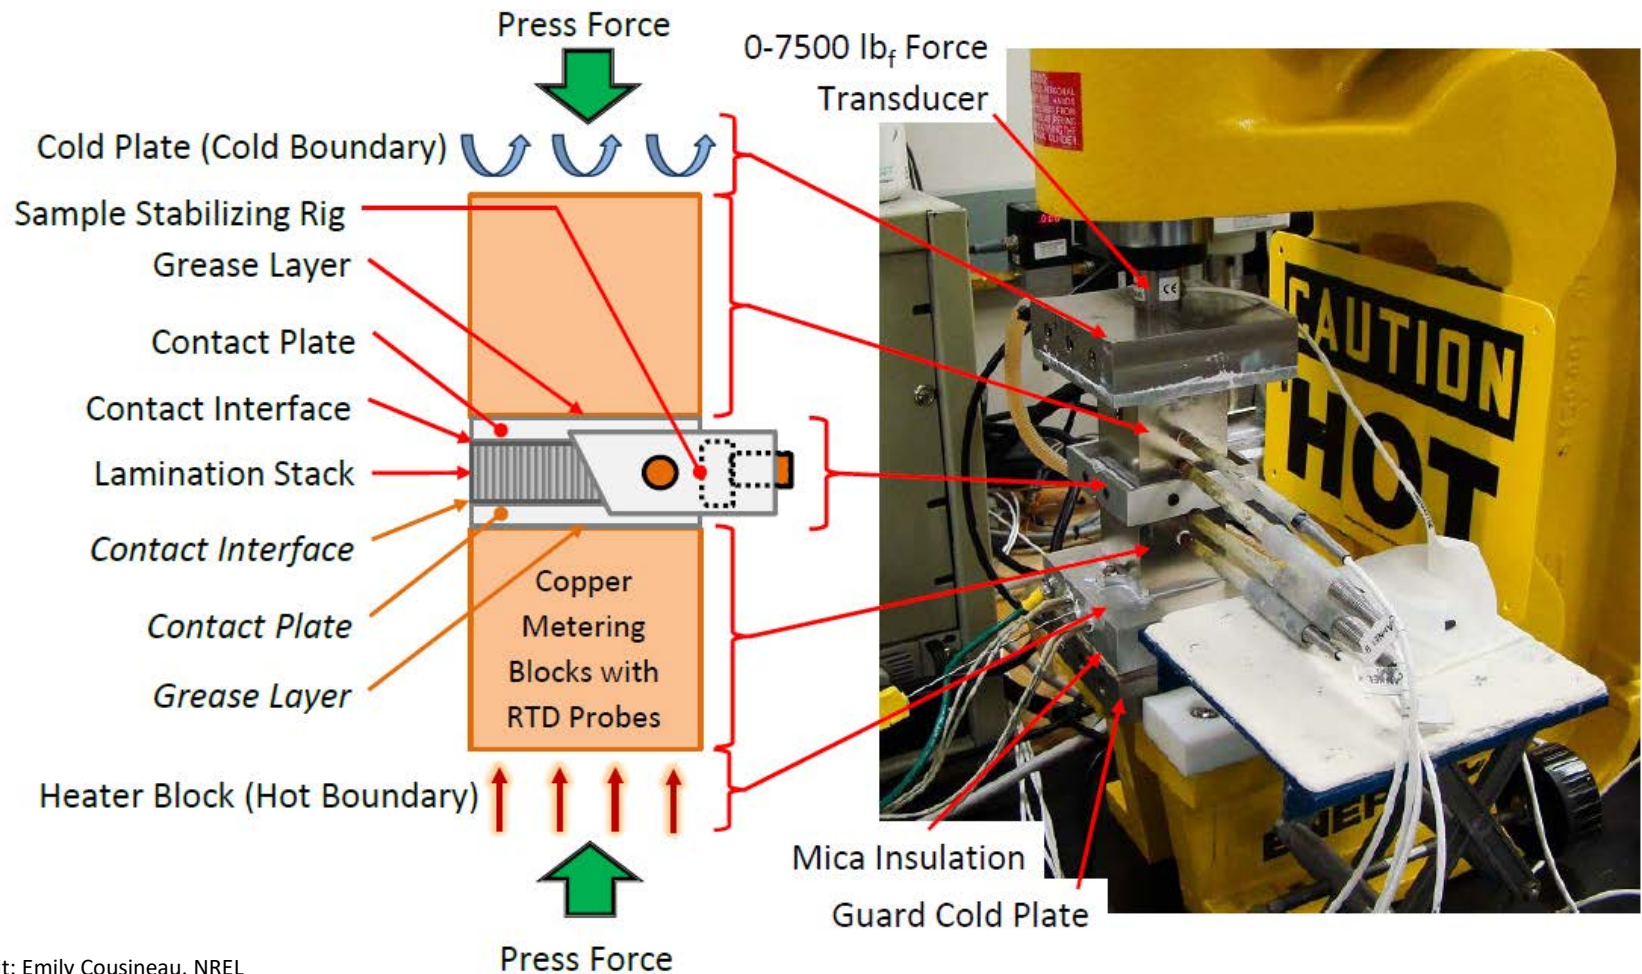 Press Force
0-7500 lbf Force
Transducer
Cold Plate (Cold Boundary)
Sample Stabilizing Rig
Grease Layer
Contact Plate
Contact Interface
Lamination Stack
Contact Interface
Contact Plate
Grease Layer
Copper
Metering
Blocks with
RTD Probes
Heater Block (Hot Boundary)
Press Force
CAUTION
HOT
CE
Mica Insulation
Guard Cold Plate
t: Emily Cousineau, NREL